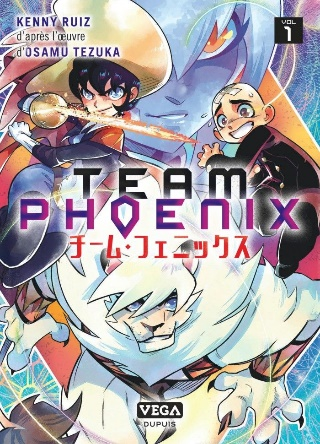 KENNY RUIZ
d'après l'œuvre
d'OSAMU TEZUKA
VOL
1
TEAM
PHOENIX
チーム・フェニックス
VEGA
DUPUIS